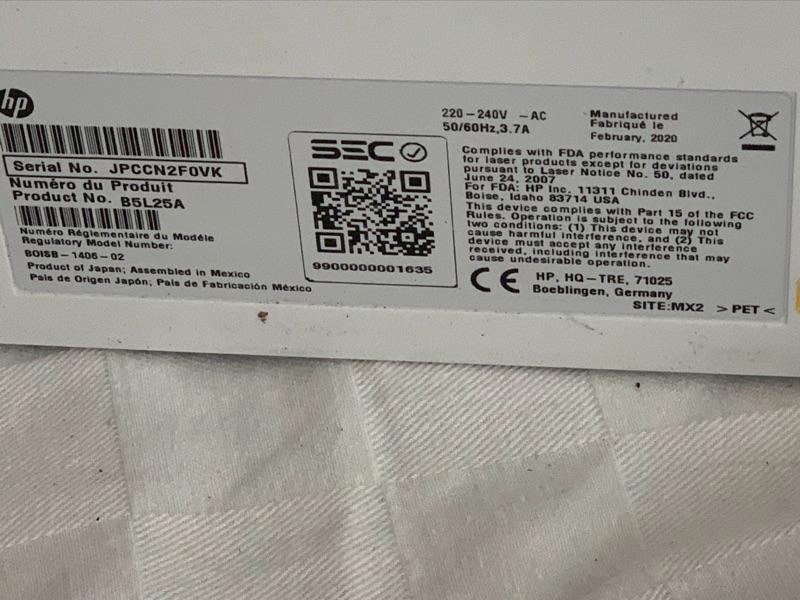 hp
Serial No. JPCCN2F0VK
Numéro du Produit
Product No. B5L25A
Numéro Réglementaire du Modèle
Regulatory Model Number:
BOISB-1406-02
Product of Japan; Assembled in Mexico
País de Origen Japón; País de Fabricación México
SEC
9900000001635
220-240V ~AC
50/60Hz, 3.7A
Manufactured
Fabriqué le
February, 2020
Complies with FDA performance standards
for laser products except for deviations
pursuant to Laser Notice No. 50, dated
June 24, 2007
For FDA: HP Inc. 11311 Chinden Blvd.,
Boise, Idaho 83714 USA
This device complies with Part 15 of the FCC
Rules. Operation is subject to the following
two conditions: (1) This device may not
cause harmful interference, and (2) This
device must accept any interference
received, including interference that may
cause undesirable operation.
CE
HP, HQ-TRE, 71025
Boeblingen, Germany
SITE:MX2 >PET<